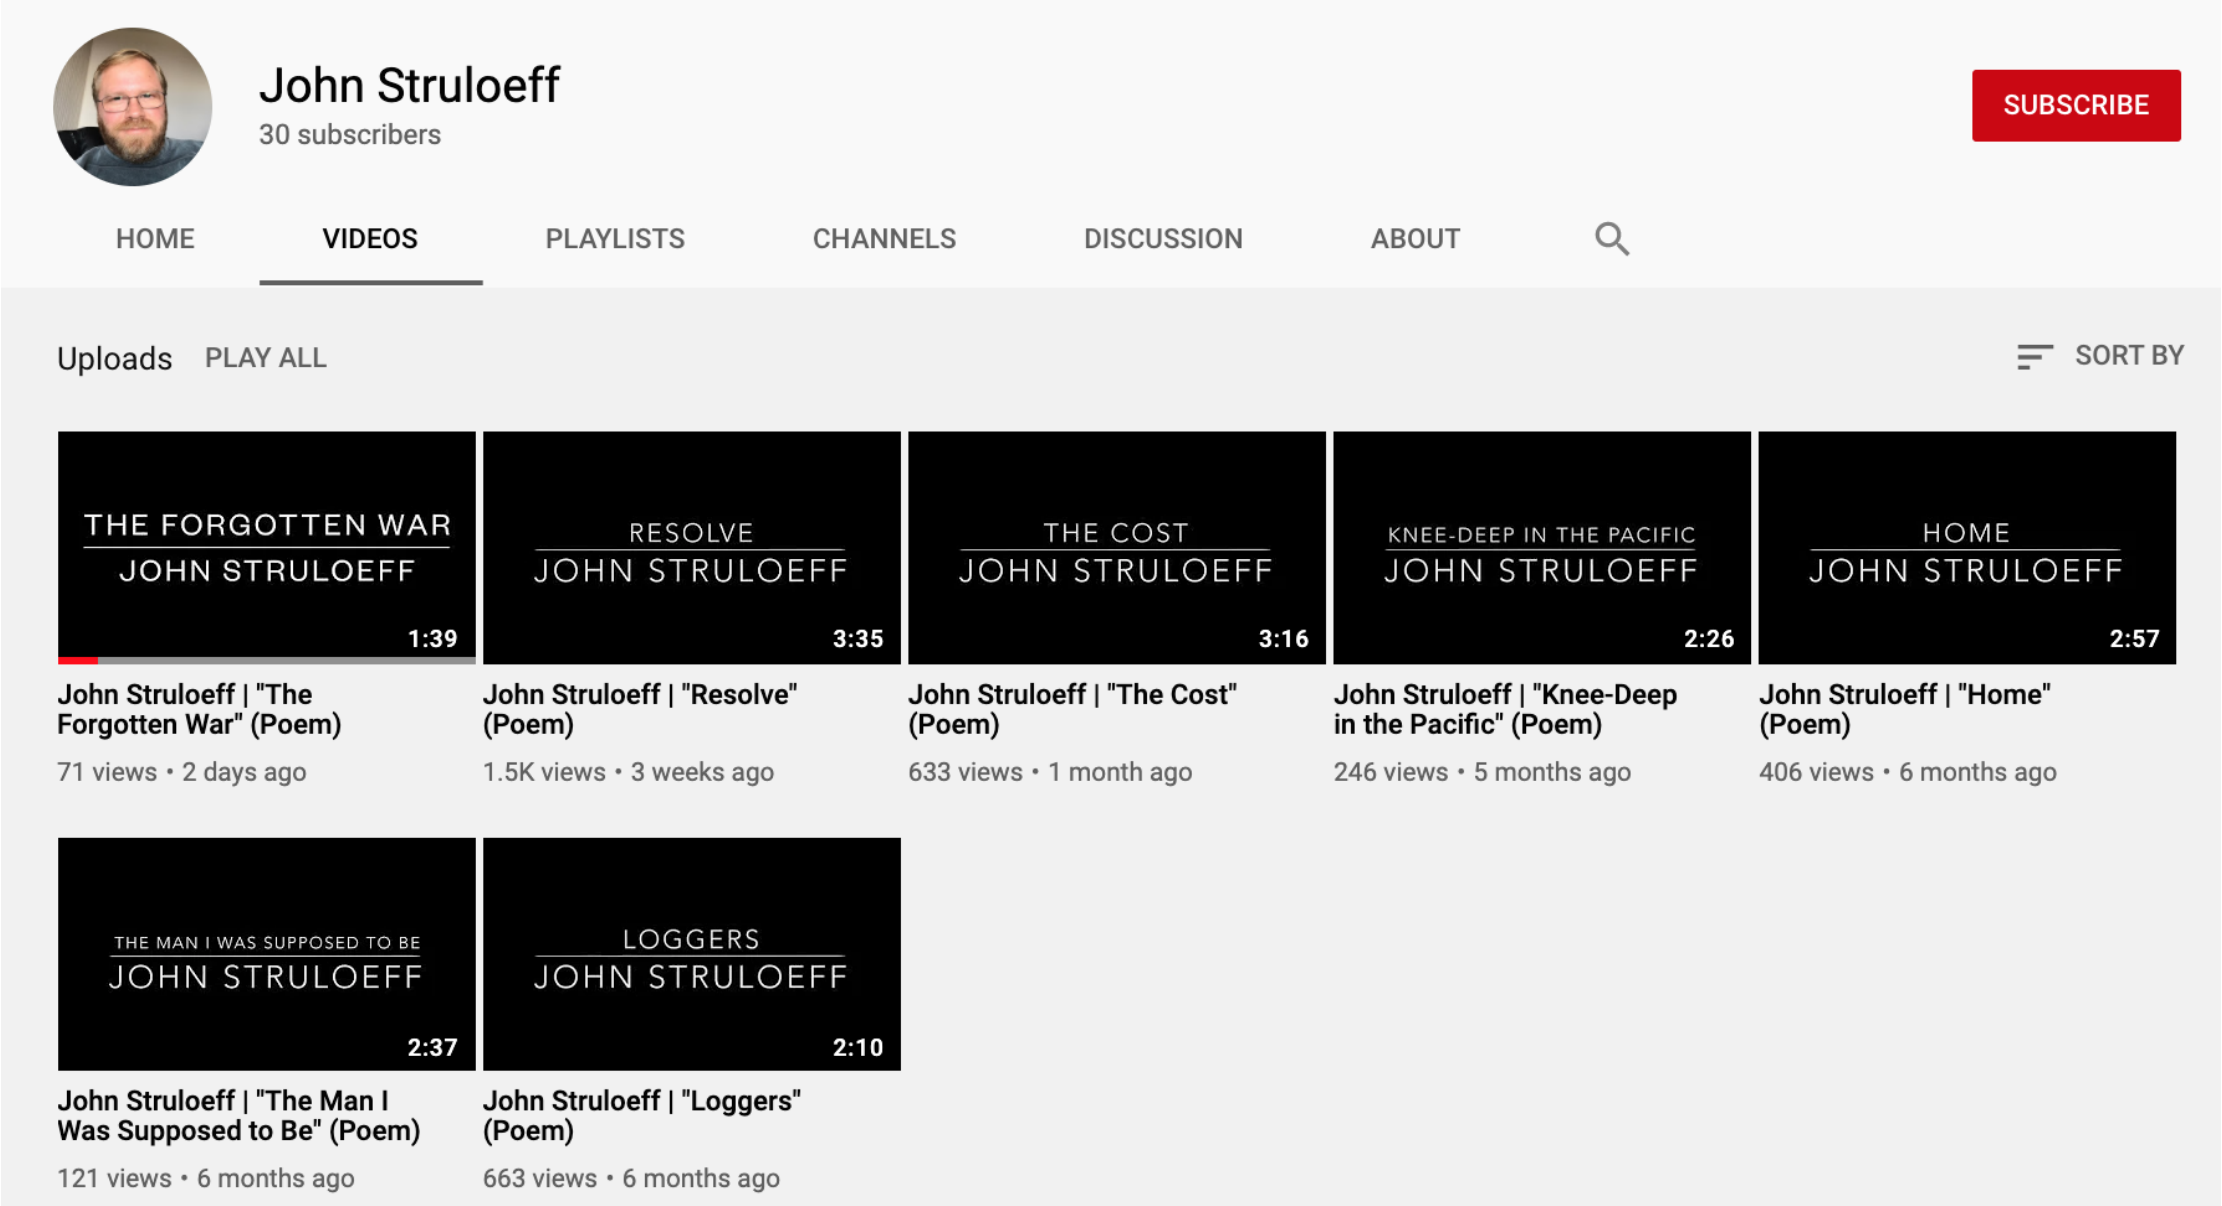 John Struloeff
30 subscribers
SUBSCRIBE
HOME VIDEOS PLAYLISTS CHANNELS DISCUSSION ABOUT
Uploads PLAY ALL
SORT BY
THE FORGOTTEN WAR
JOHN STRULOEFF
1:39
John Struloeff | "The
Forgotten War" (Poem)
71 views • 2 days ago
RESOLVE
JOHN STRULOEFF
3:35
John Struloeff | "Resolve"
(Poem)
1.5K views • 3 weeks ago
THE COST
JOHN STRULOEFF
3:16
John Struloeff | "The Cost"
(Poem)
633 views • 1 month ago
KNEE-DEEP IN THE PACIFIC
JOHN STRULOEFF
2:26
John Struloeff | "Knee-Deep
in the Pacific" (Poem)
246 views • 5 months ago
HOME
JOHN STRULOEFF
2:57
John Struloeff | "Home"
(Poem)
406 views • 6 months ago
THE MAN I WAS SUPPOSED TO BE
JOHN STRULOEFF
2:37
John Struloeff | "The Man I
Was Supposed to Be" (Poem)
121 views • 6 months ago
LOGGERS
JOHN STRULOEFF
2:10
John Struloeff | "Loggers"
(Poem)
663 views • 6 months ago